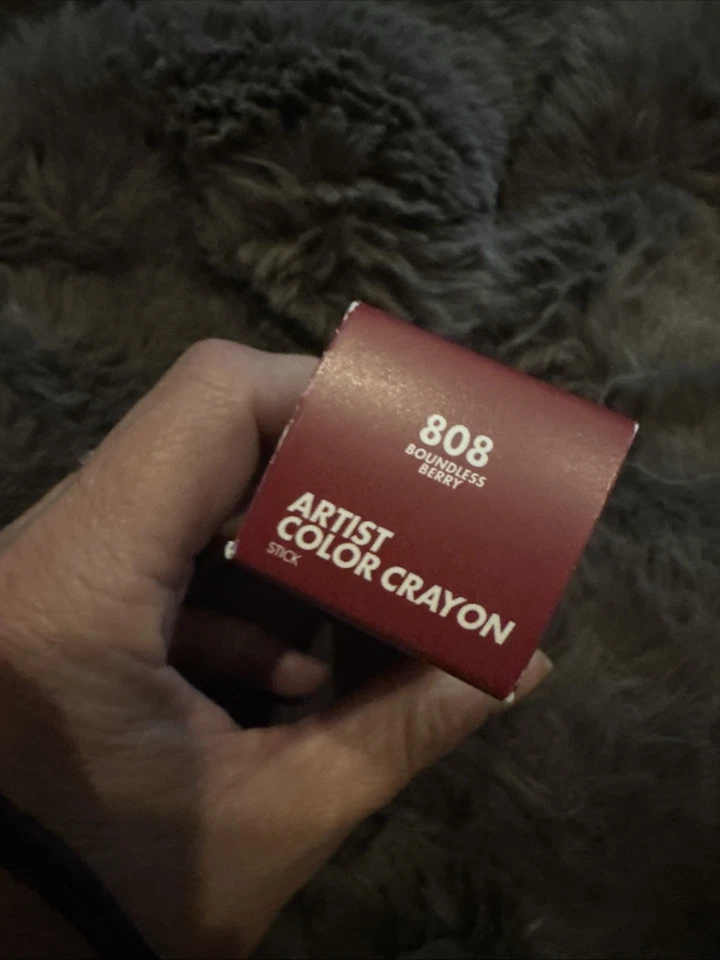 808
BOUNDLESS
BERRY
ARTIST
COLOR CRAYON
STICK